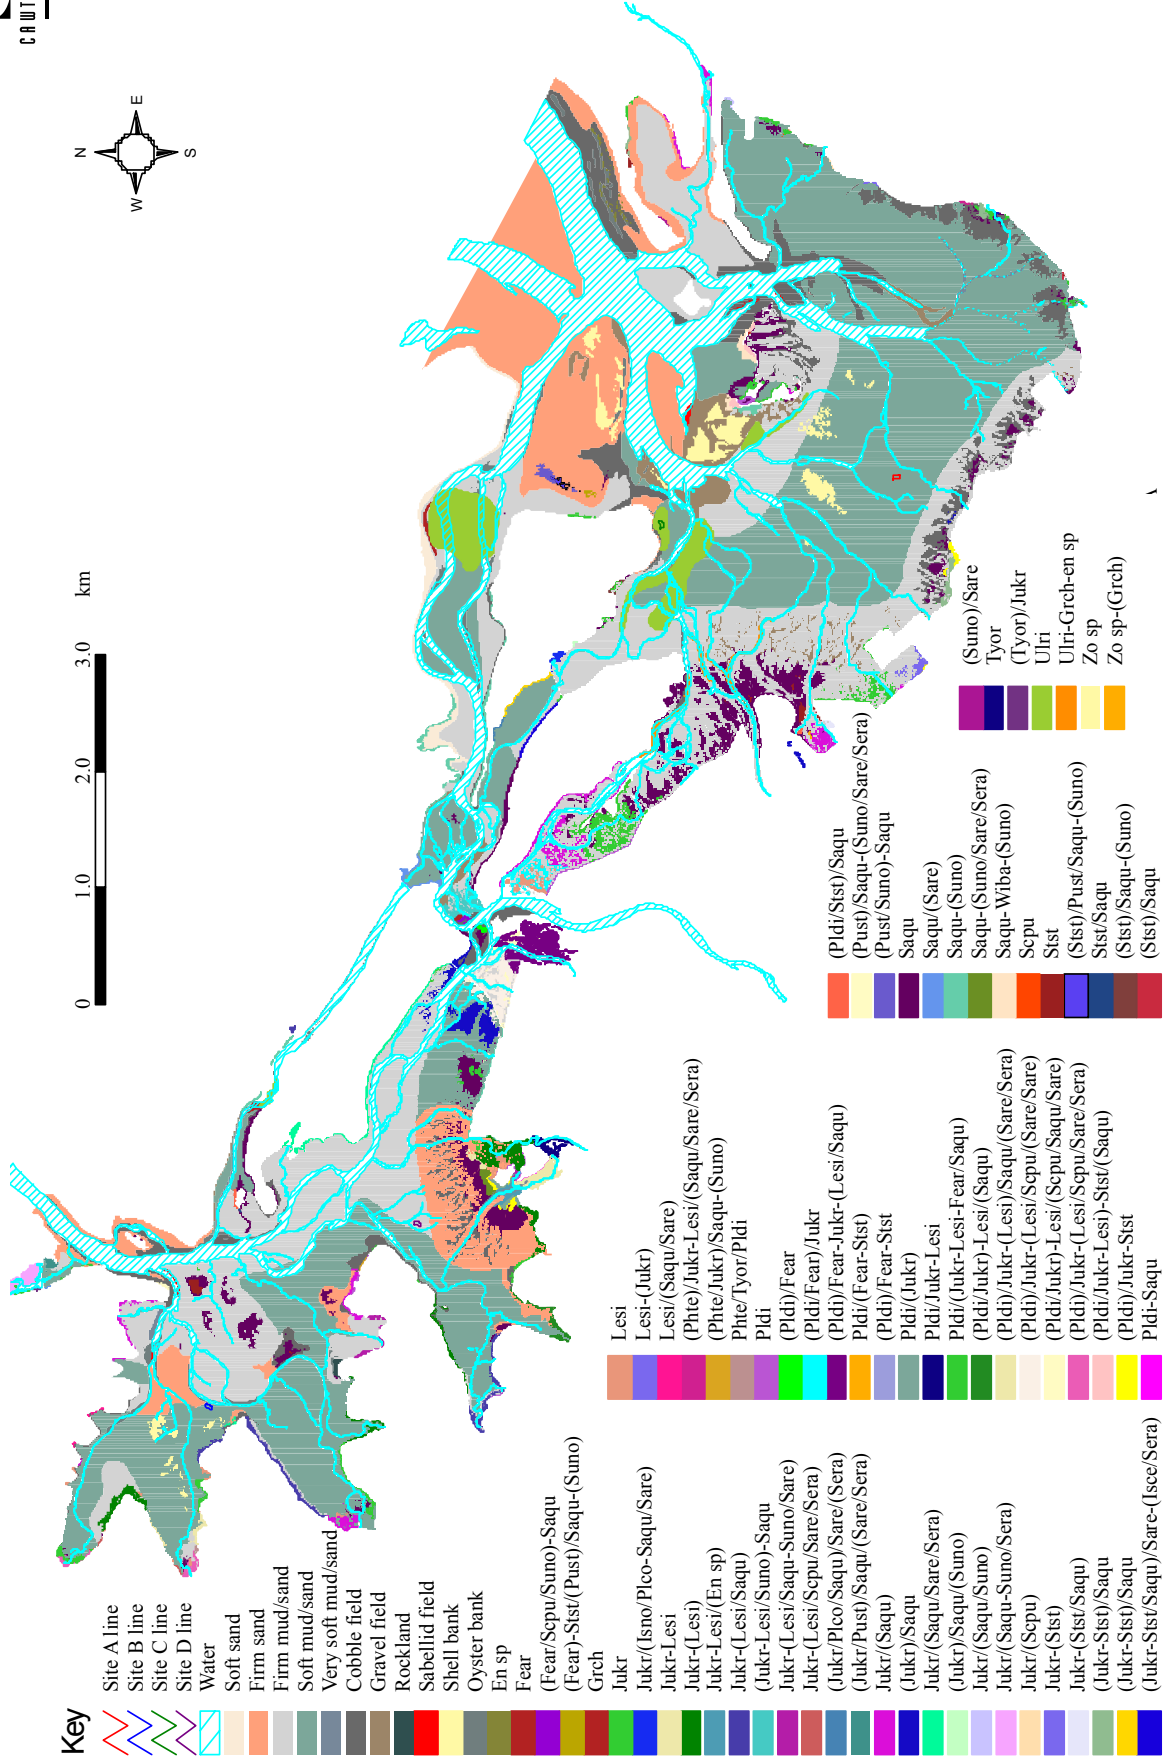 CAWT
N
E
S
W
0
1.0
2.0
3.0
km
Key
Site A line
Site B line
Site C line
Site D line
Water
Soft sand
Firm sand
Firm mud/sand
Soft mud/sand
Very soft mud/sand
Cobble field
Gravel field
Rockland
Sabellid field
Shell bank
Oyster bank
En sp
Fear
(Fear/Scpu/Suno)-Saqu
(Fear)-Stst/(Pust)/Saqu-(Suno)
Grch
Jukr
Jukr/(Isno/Plco-Saqu/Sare)
Jukr-Lesi
Jukr-(Lesi)
Jukr-Lesi/(En sp)
Jukr-(Lesi/Saqu)
(Jukr-Lesi/Suno)-Saqu
Jukr-(Lesi/Saqu-Suno/Sare)
Jukr-(Lesi/Scpu/Sare/Sera)
(Jukr/Plco/Saqu)/Sare/(Sera)
(Jukr/Pust)/Saqu/(Sare/Sera)
Jukr/(Saqu)
(Jukr)/Saqu
Jukr/(Saqu/Sare/Sera)
(Jukr)/Saqu/(Suno)
Jukr/(Saqu/Suno)
Jukr/(Saqu-Suno/Sera)
Jukr/(Scpu)
Jukr-(Stst)
Jukr-(Stst/Saqu)
(Jukr-Stst)/Saqu
Jukr-Stst)/Saqu
(Jukr-Stst/Saqu)/Sare-(Isce/Sera)
Lesi
Lesi-(Jukr)
Lesi/(Saqu/Sare)
(Phte)/Jukr-Lesi/(Saqu/Sare/Sera)
(Phte/Jukr)/Saqu-(Suno)
Phte/Tyor/Pldi
Pldi
(Pldi)/Fear
(Pldi/Fear)/Jukr
(Pldi)/Fear-Jukr-(Lesi/Saqu)
Pldi/(Fear-Stst)
(Pldi)/Fear-Stst
Pldi/(Jukr)
Pldi/Jukr-Lesi
Pldi/(Jukr-Lesi-Fear/Saqu)
(Pldi/Jukr)-Lesi/(Saqu)
(Pldi)/Jukr-(Lesi)/Saqu/(Sare/Sera)
(Pldi)/Jukr-(Lesi/Scpu/(Sare/Sare)
(Pldi/Jukr)-Lesi/(Scpu/Saqu/Sare)
(Pldi)/Jukr-(Lesi/Scpu/Sare/Sera)
(Pldi/Jukr-Lesi)-Stst/(Saqu)
(Pldi)/Jukr-Stst
Pldi-Saqu
(Pldi/Stst)/Saqu
(Pust)/Saqu-(Suno/Sare/Sera)
(Pust/Suno)-Saqu
Saqu
Saqu/(Sare)
Saqu-(Suno)
Saqu-(Suno/Sare/Sera)
Saqu-Wiba-(Suno)
Scpu
Stst
(Stst)/Pust/Saqu-(Suno)
Stst/Saqu
(Stst)/Saqu-(Suno)
(Stst)/Saqu
(Suno)/Sare
Tyor
(Tyor)/Jukr
Ulri
Ulri-Grch-en sp
Zo sp
Zo sp-(Grch)